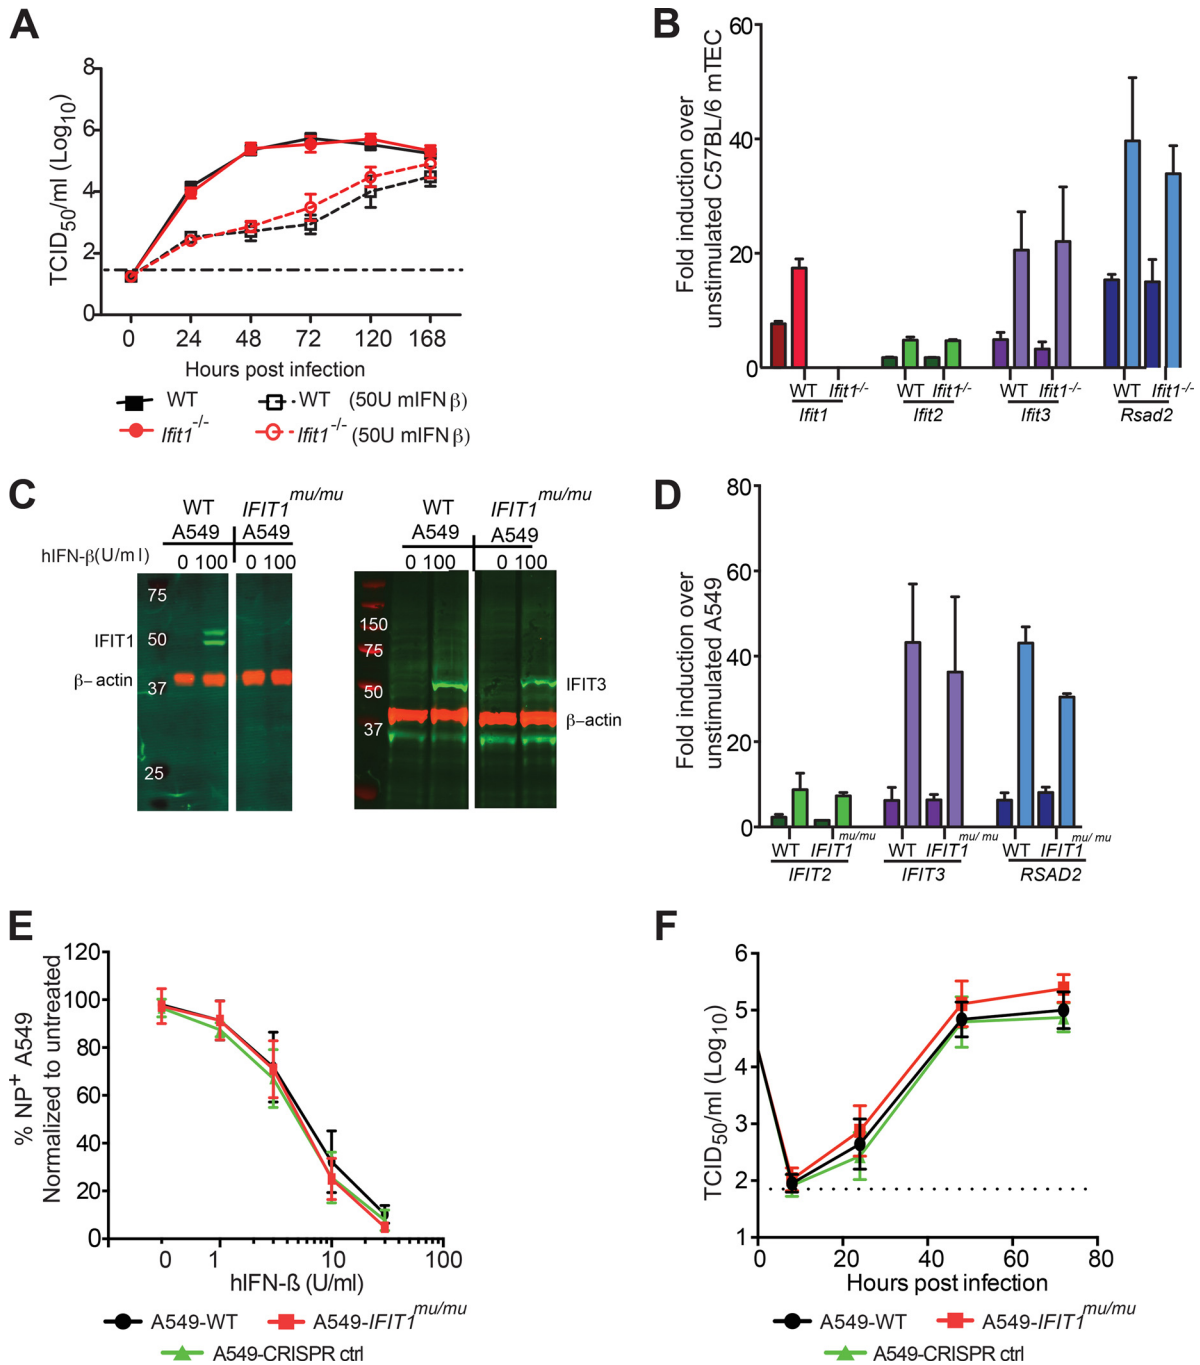 A
TCID50/ml (Log10)
8
6
4
2
0
0 24 48 72 120 168
Hours post infection
WT
WT (50U mIFNβ)
Ifit1-/-
Ifit1-/- (50U mIFNβ)
B
Fold induction over
unstimulated C57BL/6 mTEC
60
40
20
0
WT Ifit1-/- WT Ifit1-/- WT Ifit1-/- WT Ifit1-/-
Ifit1 Ifit2 Ifit3 Rsad2
C
WT IFIT1mu/mu
A549 A549
hIFN-β(U/ml) 0 100 0 100
75
IFIT1 50
β-actin 37
25
WT IFIT1mu/mu
A549 A549
0 100 0 100
150
75
50 IFIT3
37 β-actin
D
Fold induction over
unstimulated A549
80
60
40
20
0
WT IFIT1mu/mu WT IFIT1mu/mu WT IFIT1mu/mu
IFIT2 IFIT3 RSAD2
E
% NP+ A549
Normalized to untreated
120
100
80
60
40
20
0
0 1 10 100
hIFN-ß (U/ml)
A549-WT A549-IFIT1mu/mu
A549-CRISPR ctrl
F
TCID50/ml (Log10)
6
5
4
3
2
1
0 20 40 60 80
Hours post infection
A549-WT A549-IFIT1mu/mu
A549-CRISPR ctrl